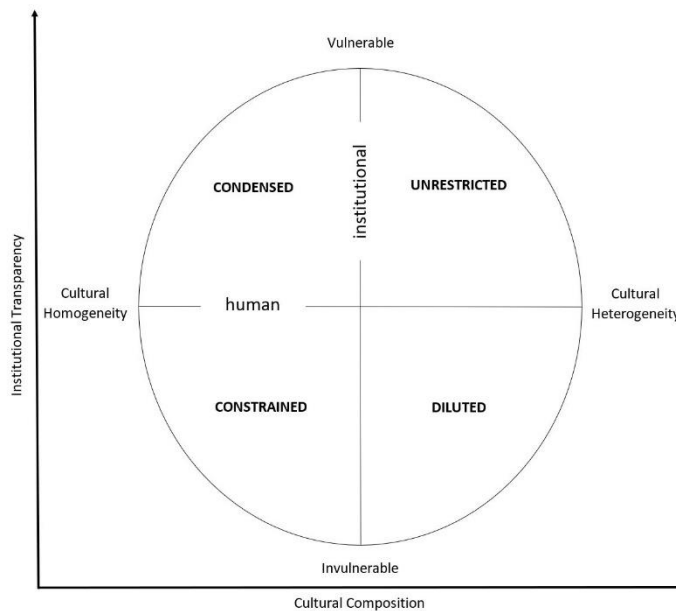 Vulnerable
institutional
CONDENSED
UNRESTRICTED
Institutional Transparency
Cultural
Homogeneity
human
Cultural
Heterogeneity
CONSTRAINED
DILUTED
Invulnerable
Cultural Composition